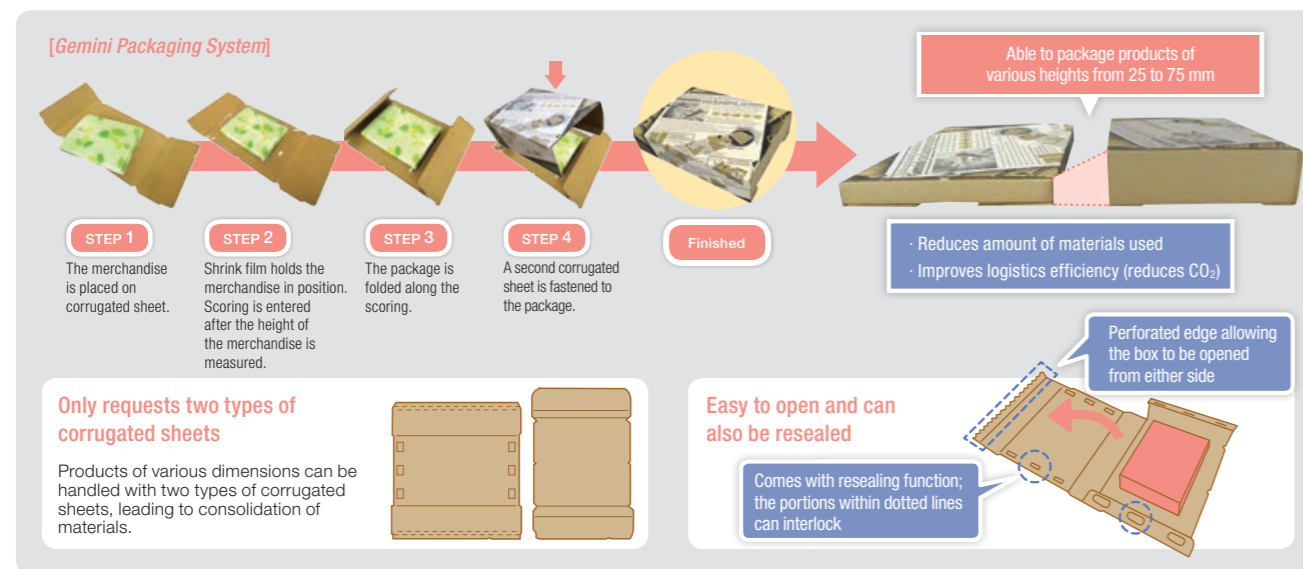 [Gemini Packaging System]
Able to package products of
various heights from 25 to 75 mm
STEP 1
The merchandise
is placed on
corrugated sheet.
STEP 2
Shrink film holds the
merchandise in position.
Scoring is entered
after the height of
the merchandise is
measured.
STEP 3
The package is
folded along the
scoring.
STEP 4
A second corrugated
sheet is fastened to
the package.
Finished
· Reduces amount of materials used
· Improves logistics efficiency (reduces CO₂)
Only requests two types of
corrugated sheets
Products of various dimensions can be
handled with two types of corrugated
sheets, leading to consolidation of
materials.
Easy to open and can
also be resealed
Perforated edge allowing
the box to be opened
from either side
Comes with resealing function;
the portions within dotted lines
can interlock